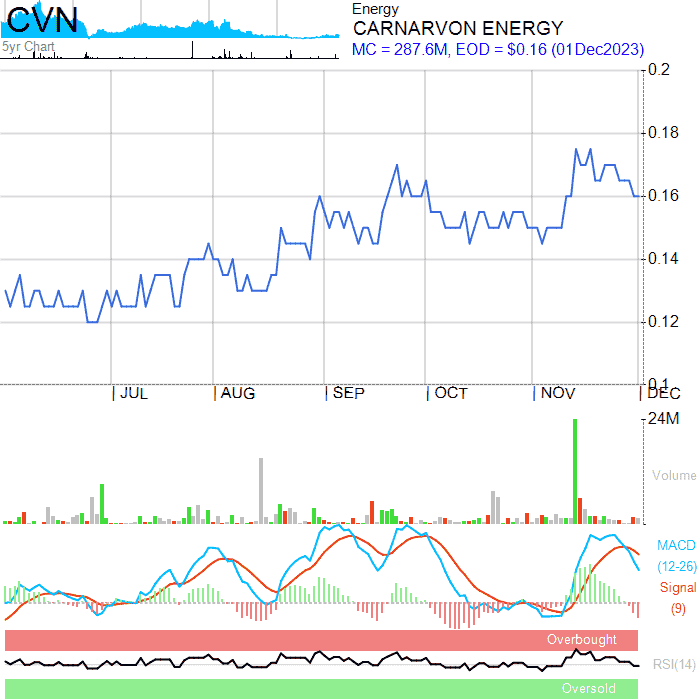 CVN
5yr Chart
Energy
CARNARVON ENERGY
MC = 287.6M, EOD = $0.16 (01Dec2023)
0.2
0.18
0.16
0.14
0.12
0.1
JUL AUG SEP OCT NOV DEC
24M
Volume
MACD
(12-26)
Signal
(9)
Overbought
RSI(14)
Oversold